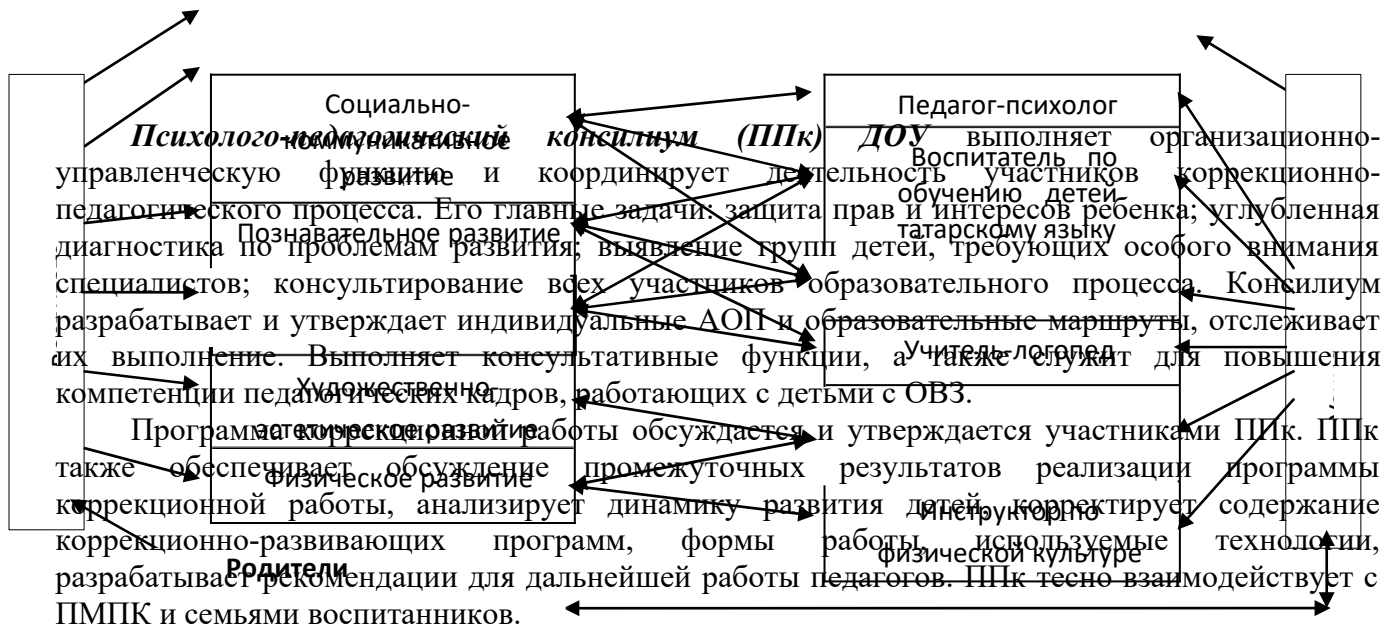 Социально-
коммуникативное
развитие
Познавательное развитие
Художественно-
эстетическое развитие
Физическое развитие
Родители
Педагог-психолог
Воспитатель по
обучению детей
татарскому языку
Учитель-логопед
Инструктор по
физической культуре
Психолого-педагогический консилиум (ППк) ДОУ выполняет организационно-
управленческую функцию и координирует деятельность участников коррекционно-
педагогического процесса. Его главные задачи: защита прав и интересов ребенка; углубленная
диагностика по проблемам развития; выявление групп детей, требующих особого внимания
специалистов; консультирование всех участников образовательного процесса. Консилиум
разрабатывает и утверждает индивидуальные АОП и образовательные маршруты, отслеживает
их выполнение. Выполняет консультативные функции, а также служит для повышения
компетенции педагогических кадров, работающих с детьми с ОВЗ.
Программа коррекционной работы обсуждается и утверждается участниками ППк. ППк
также обеспечивает обсуждение промежуточных результатов реализации программы
коррекционной работы, анализирует динамику развития детей, корректирует содержание
коррекционно-развивающих программ, формы работы, используемые технологии,
разрабатывает рекомендации для дальнейшей работы педагогов. ППк тесно взаимодействует с
ПМПК и семьями воспитанников.